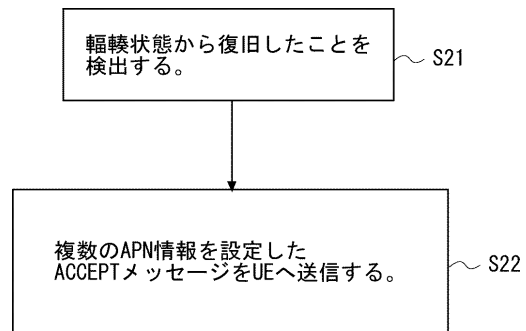 輻輳状態から復旧したことを
検出する。
S21
複数のAPN情報を設定した
ACCEPTメッセージをUEへ送信する。
S22